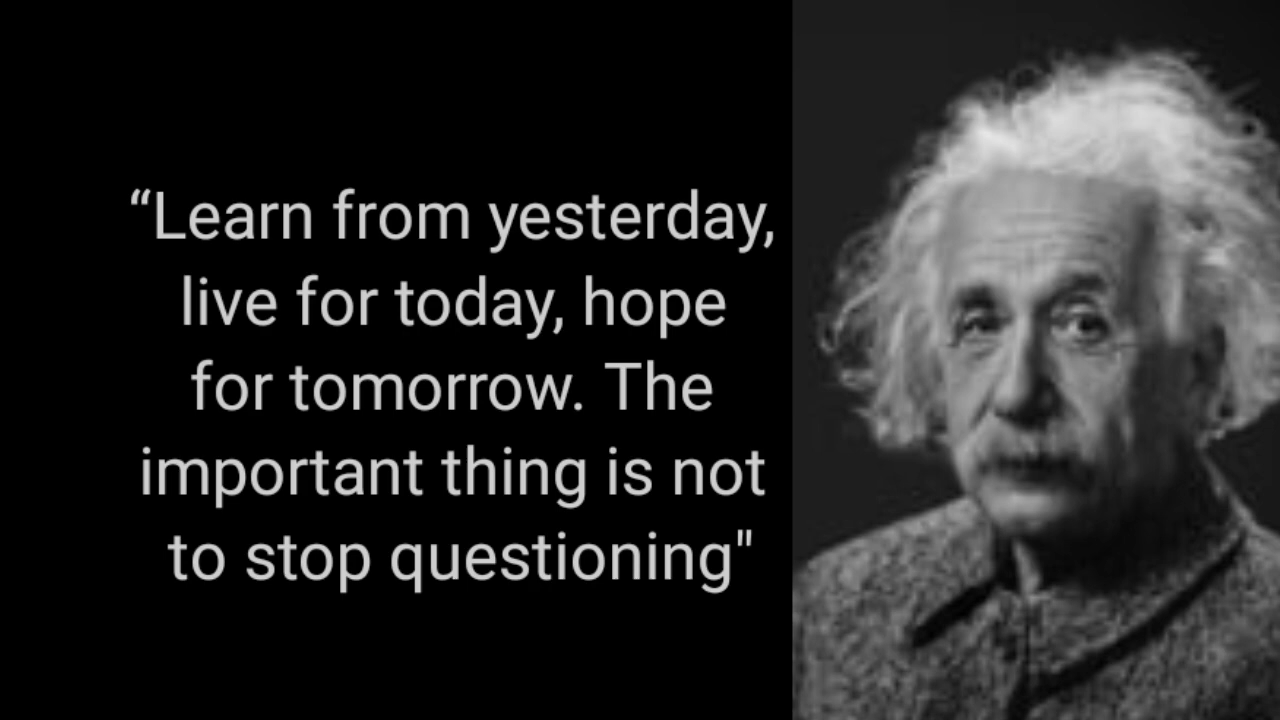 “Learn from yesterday,
live for today, hope
for tomorrow. The
important thing is not
to stop questioning"